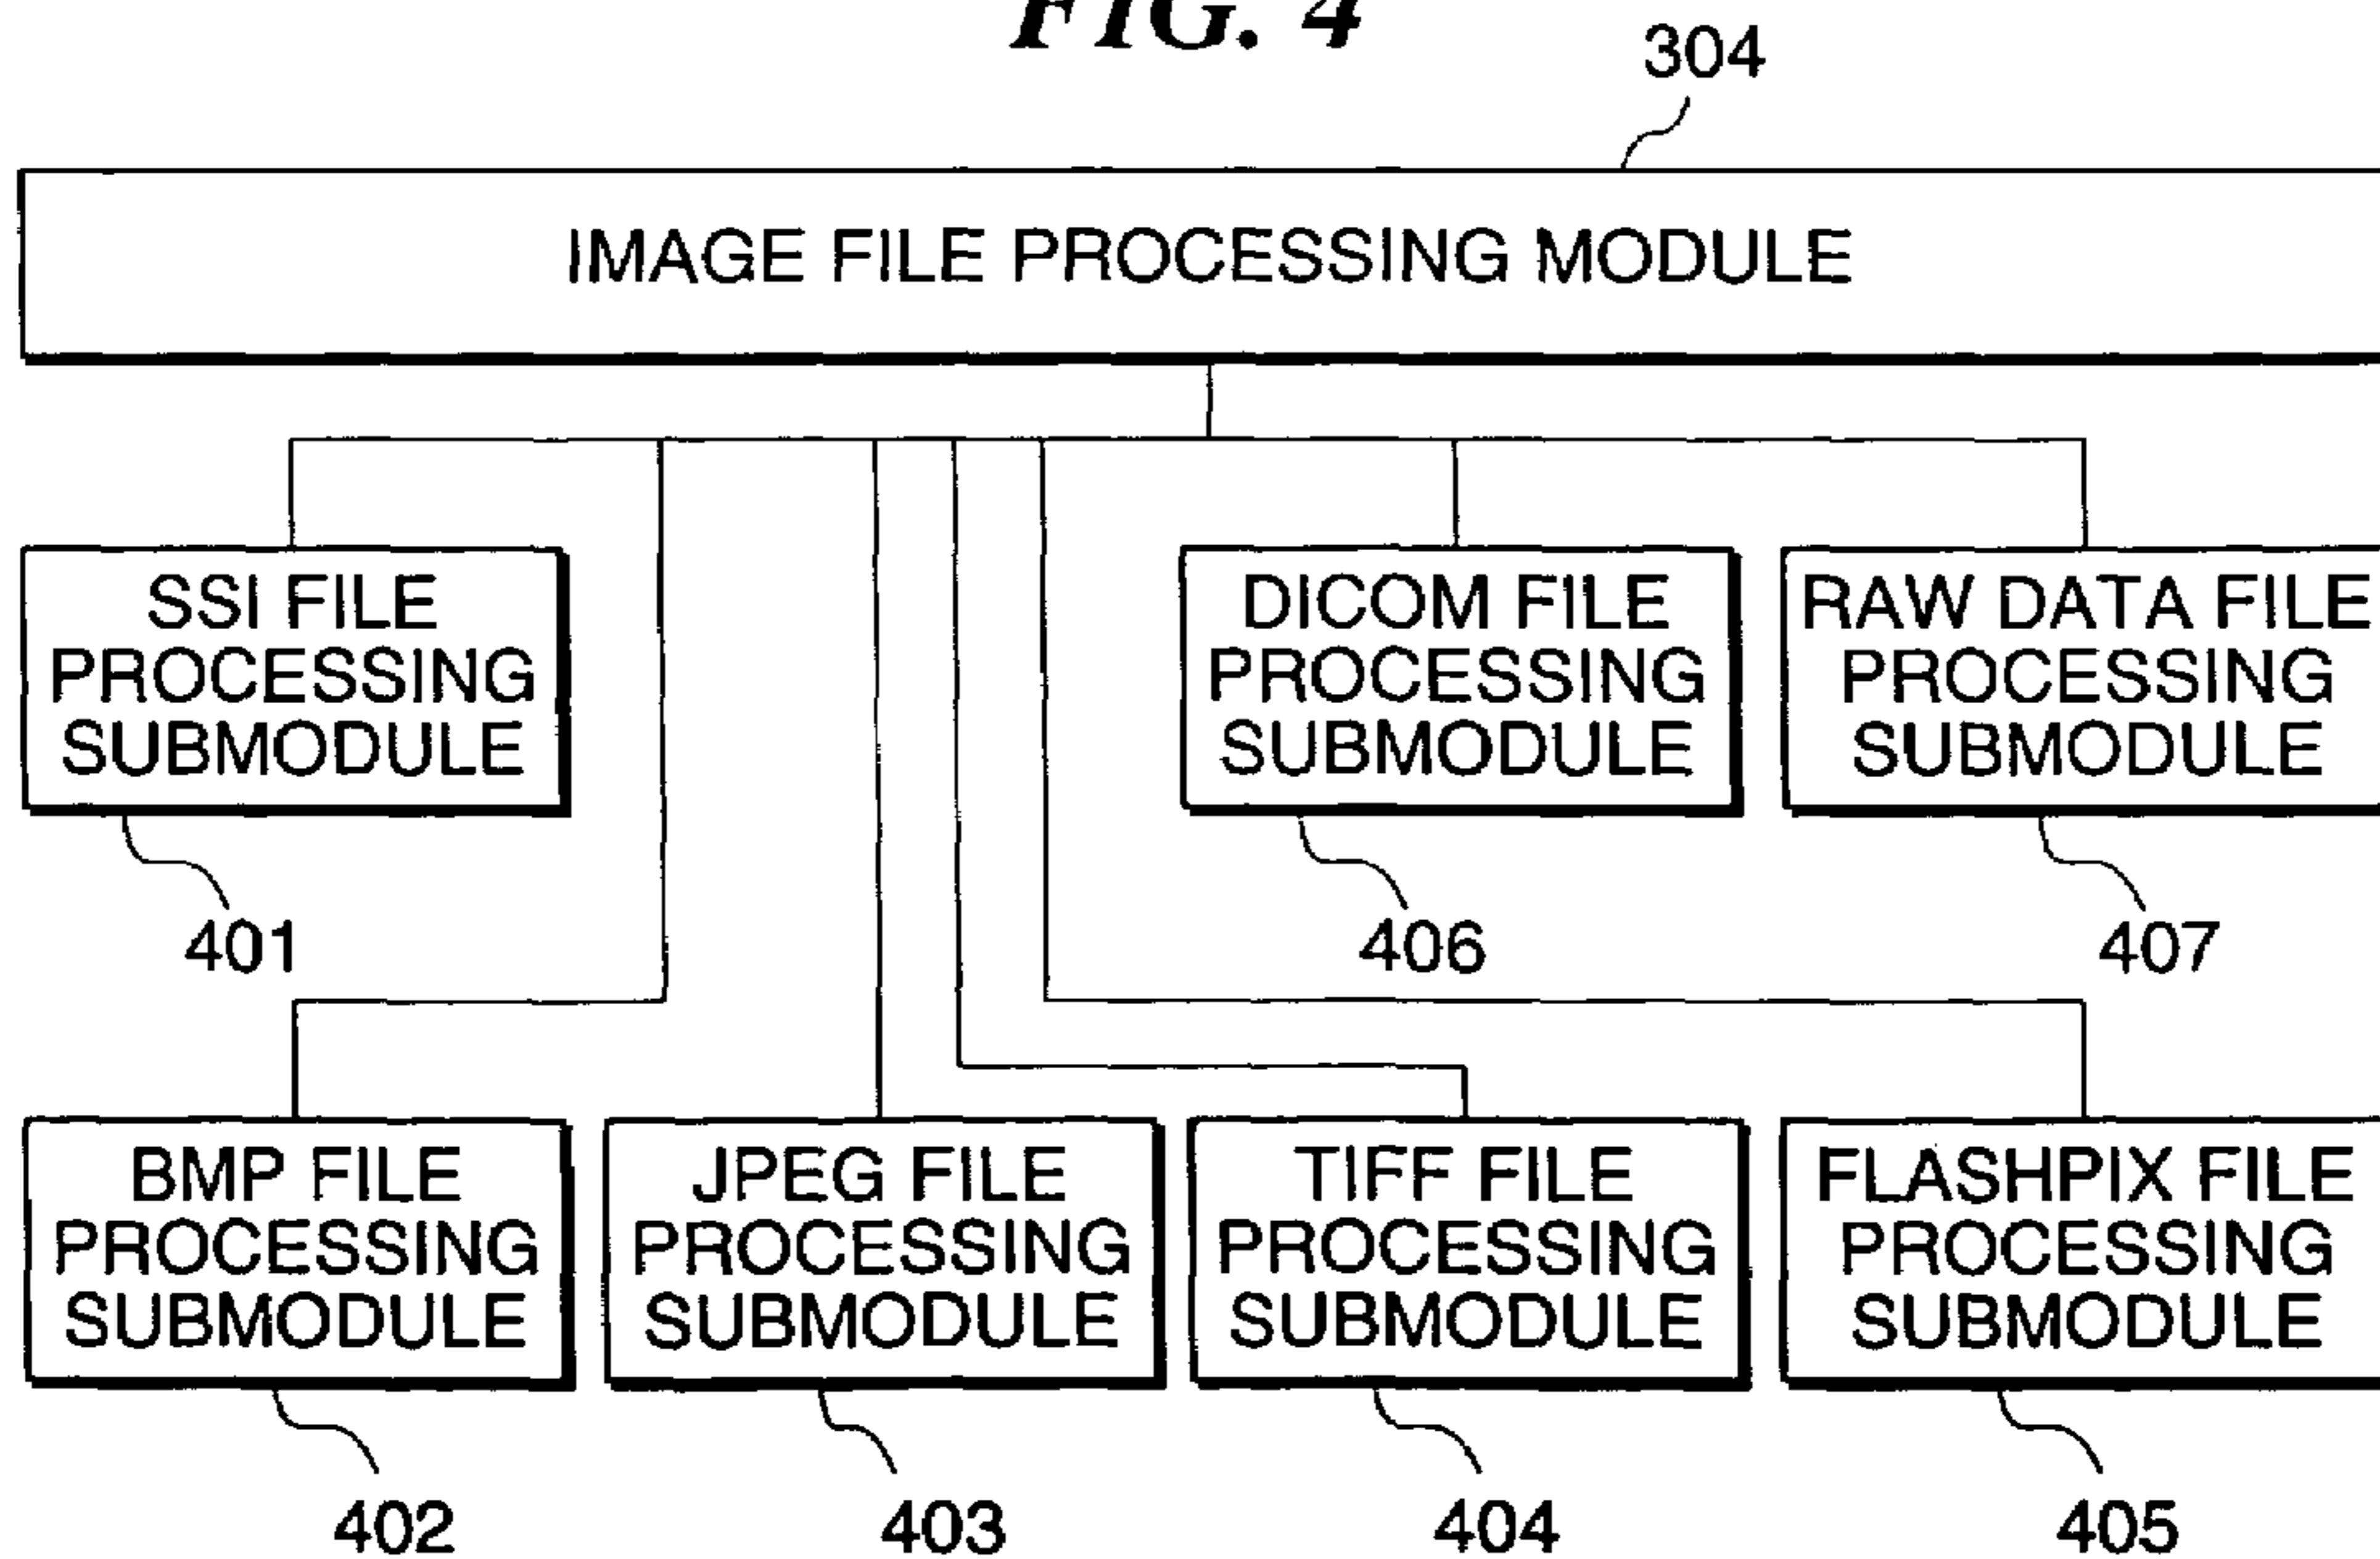 FIG. 4
304
IMAGE FILE PROCESSING MODULE
SSI FILE
PROCESSING
SUBMODULE
401
DICOM FILE
PROCESSING
SUBMODULE
406
RAW DATA FILE
PROCESSING
SUBMODULE
407
BMP FILE
PROCESSING
SUBMODULE
402
JPEG FILE
PROCESSING
SUBMODULE
403
TIFF FILE
PROCESSING
SUBMODULE
404
FLASHPIX FILE
PROCESSING
SUBMODULE
405